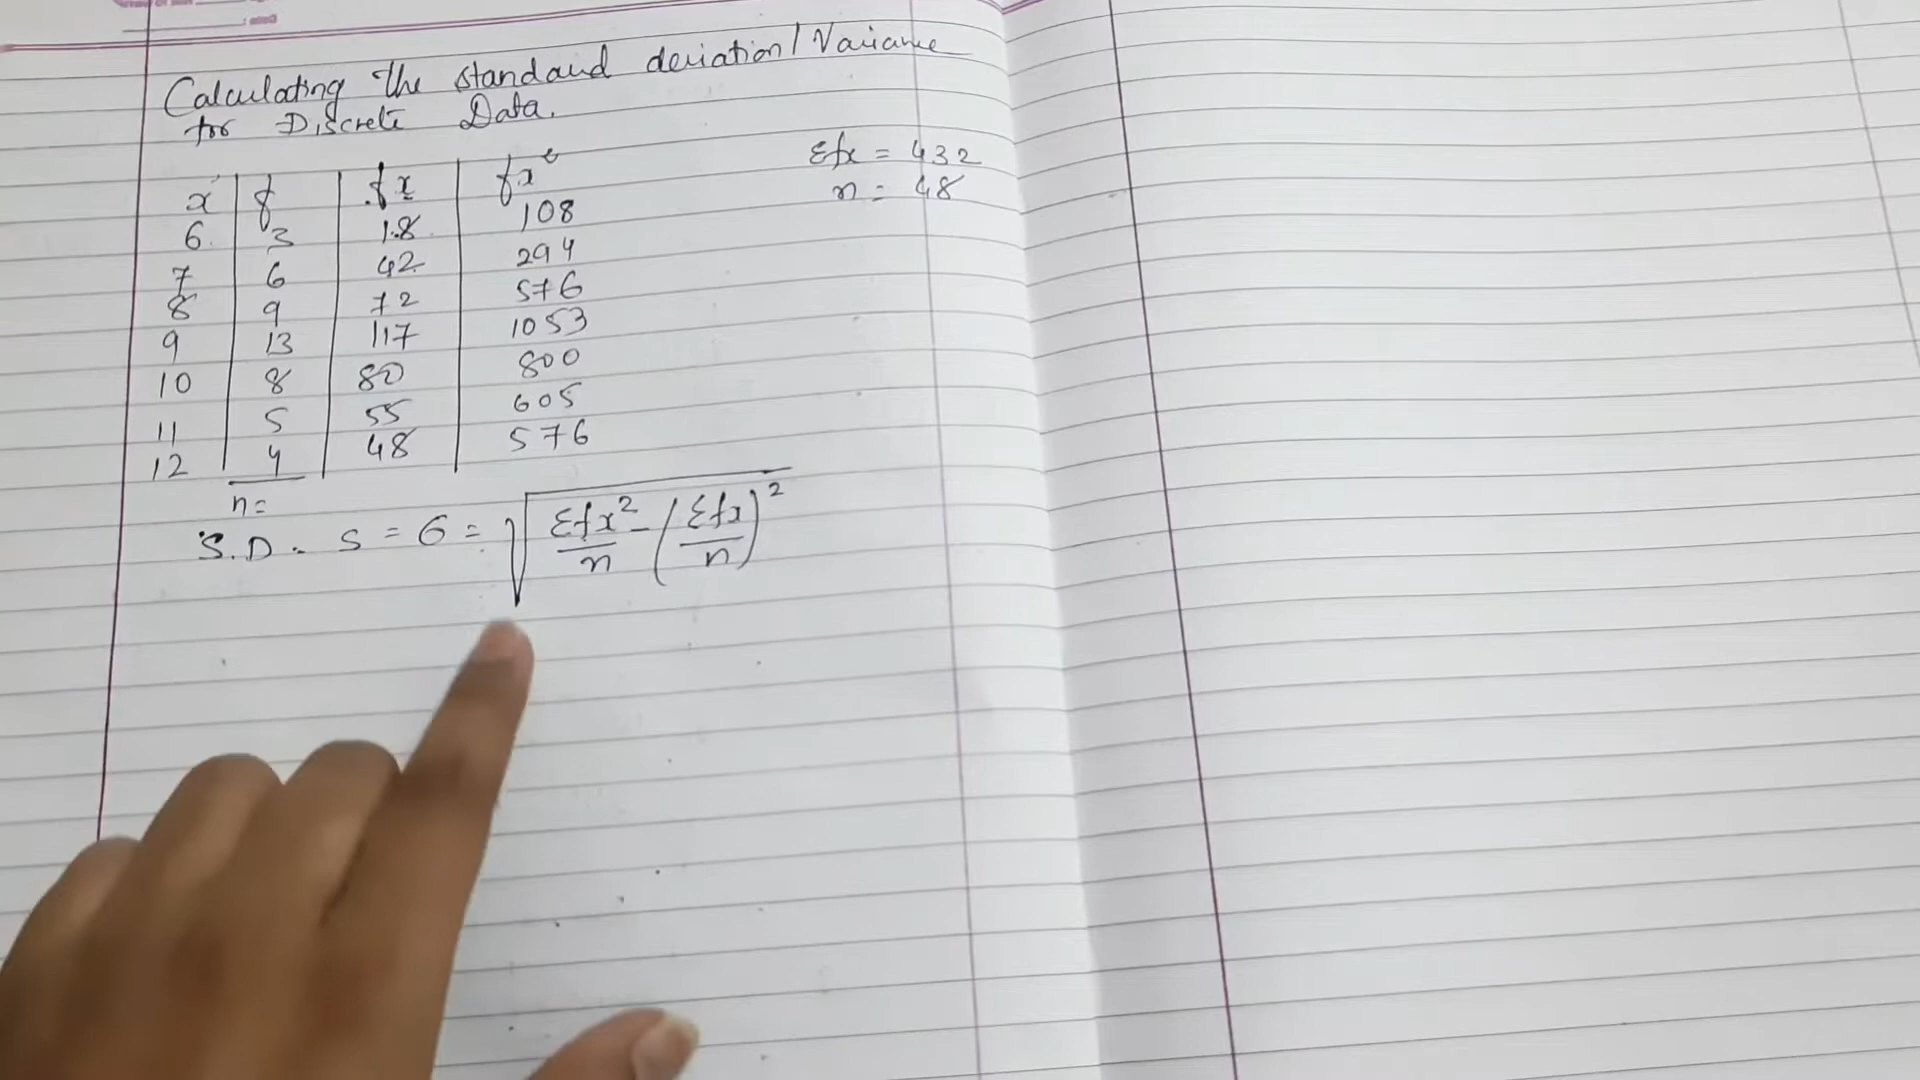 Calculating the standard deviation / Variance
for Discrete Data.
Σfx = 432
n = 48
x f fx fx²
6 3 18 108
7 6 42 294
8 9 72 576
9 13 117 1053
10 8 80 800
11 5 55 605
12 4 48 576
n=
S.D. S = σ = √(Σfx²/n - (Σfx/n)²)